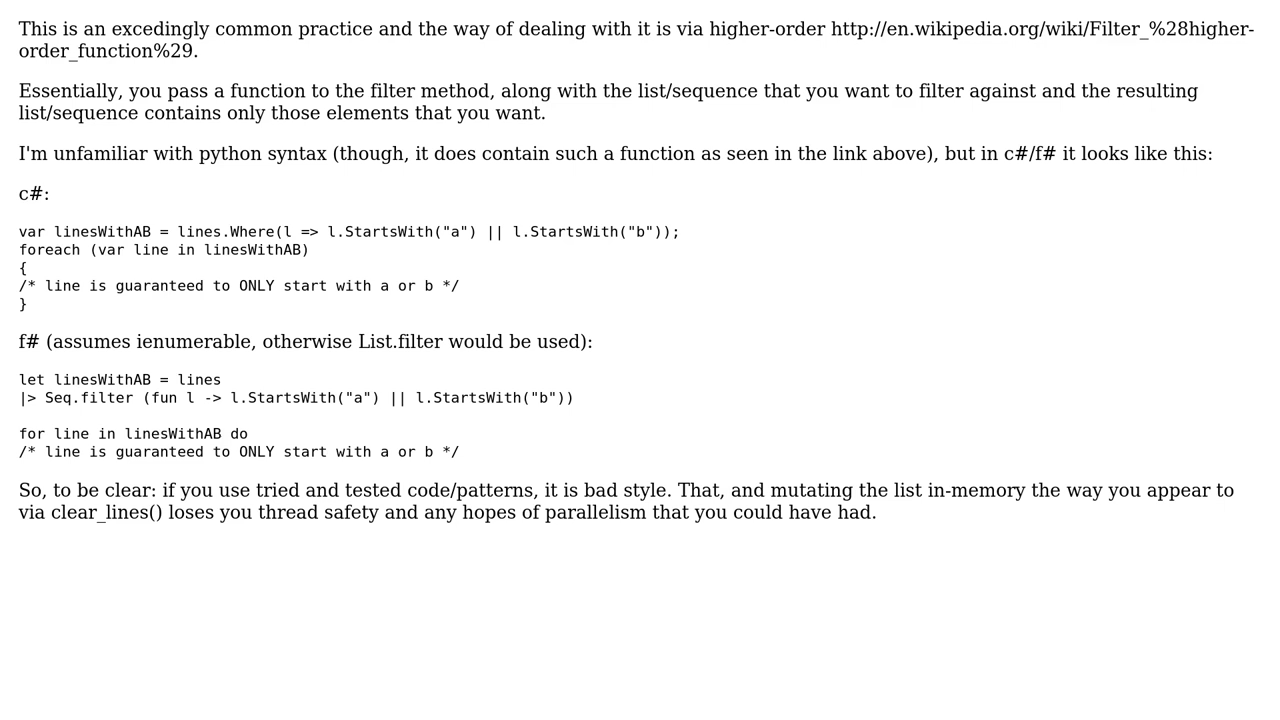 This is an excedingly common practice and the way of dealing with it is via higher-order http://en.wikipedia.org/wiki/Filter_%28higher-
order_function%29.
Essentially, you pass a function to the filter method, along with the list/sequence that you want to filter against and the resulting
list/sequence contains only those elements that you want.
I'm unfamiliar with python syntax (though, it does contain such a function as seen in the link above), but in c#/f# it looks like this:
c#:
var linesWithAB = lines.Where(l => l.StartsWith("a") || l.StartsWith("b"));
foreach (var line in linesWithAB)
{
/* line is guaranteed to ONLY start with a or b */
}
f# (assumes ienumerable, otherwise List.filter would be used):
let linesWithAB = lines
|> Seq.filter (fun l -> l.StartsWith("a") || l.StartsWith("b"))
for line in linesWithAB do
/* line is guaranteed to ONLY start with a or b */
So, to be clear: if you use tried and tested code/patterns, it is bad style. That, and mutating the list in-memory the way you appear to
via clear_lines() loses you thread safety and any hopes of parallelism that you could have had.